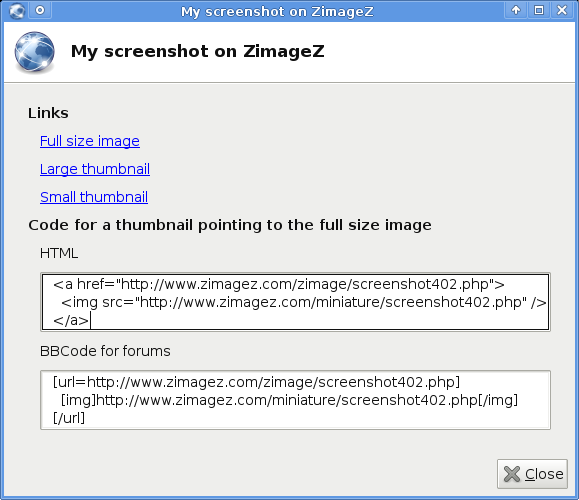 My screenshot on ZimageZ
My screenshot on ZimageZ
Links
Full size image
Large thumbnail
Small thumbnail
Code for a thumbnail pointing to the full size image
HTML
<a href="http://www.zimagez.com/zimage/screenshot402.php">
<img src="http://www.zimagez.com/miniature/screenshot402.php" />
</a>
BBCode for forums
[url=http://www.zimagez.com/zimage/screenshot402.php]
[img]http://www.zimagez.com/miniature/screenshot402.php[/img]
[/url]
Close